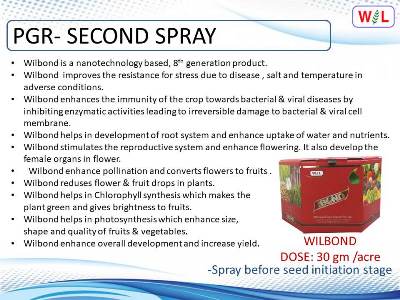 W L
PGR- SECOND SPRAY
• Wilbond is a nanotechnology based, 8th generation product.
• Wilbond improves the resistance for stress due to disease , salt and temperature in
adverse conditions.
• Wilbond enhances the immunity of the crop towards bacterial & viral diseases by
inhibiting enzymatic activities leading to irreversible damage to bacterial & viral cell
membrane.
• Wilbond helps in development of root system and enhance uptake of water and nutrients.
• Wilbond stimulates the reproductive system and enhance flowering. It also develop the
female organs in flower.
• Wilbond enhance pollination and converts flowers to fruits .
• Wilbond reduses flower & fruit drops in plants.
• Wilbond helps in Chlorophyll synthesis which makes the
plant green and gives brightness to fruits.
• Wilbond helps in photosynthesis which enhance size,
shape and quality of fruits & vegetables.
• Wilbond enhance overall development and increase yield.
WILBOND
DOSE: 30 gm /acre
-Spray before seed initiation stage